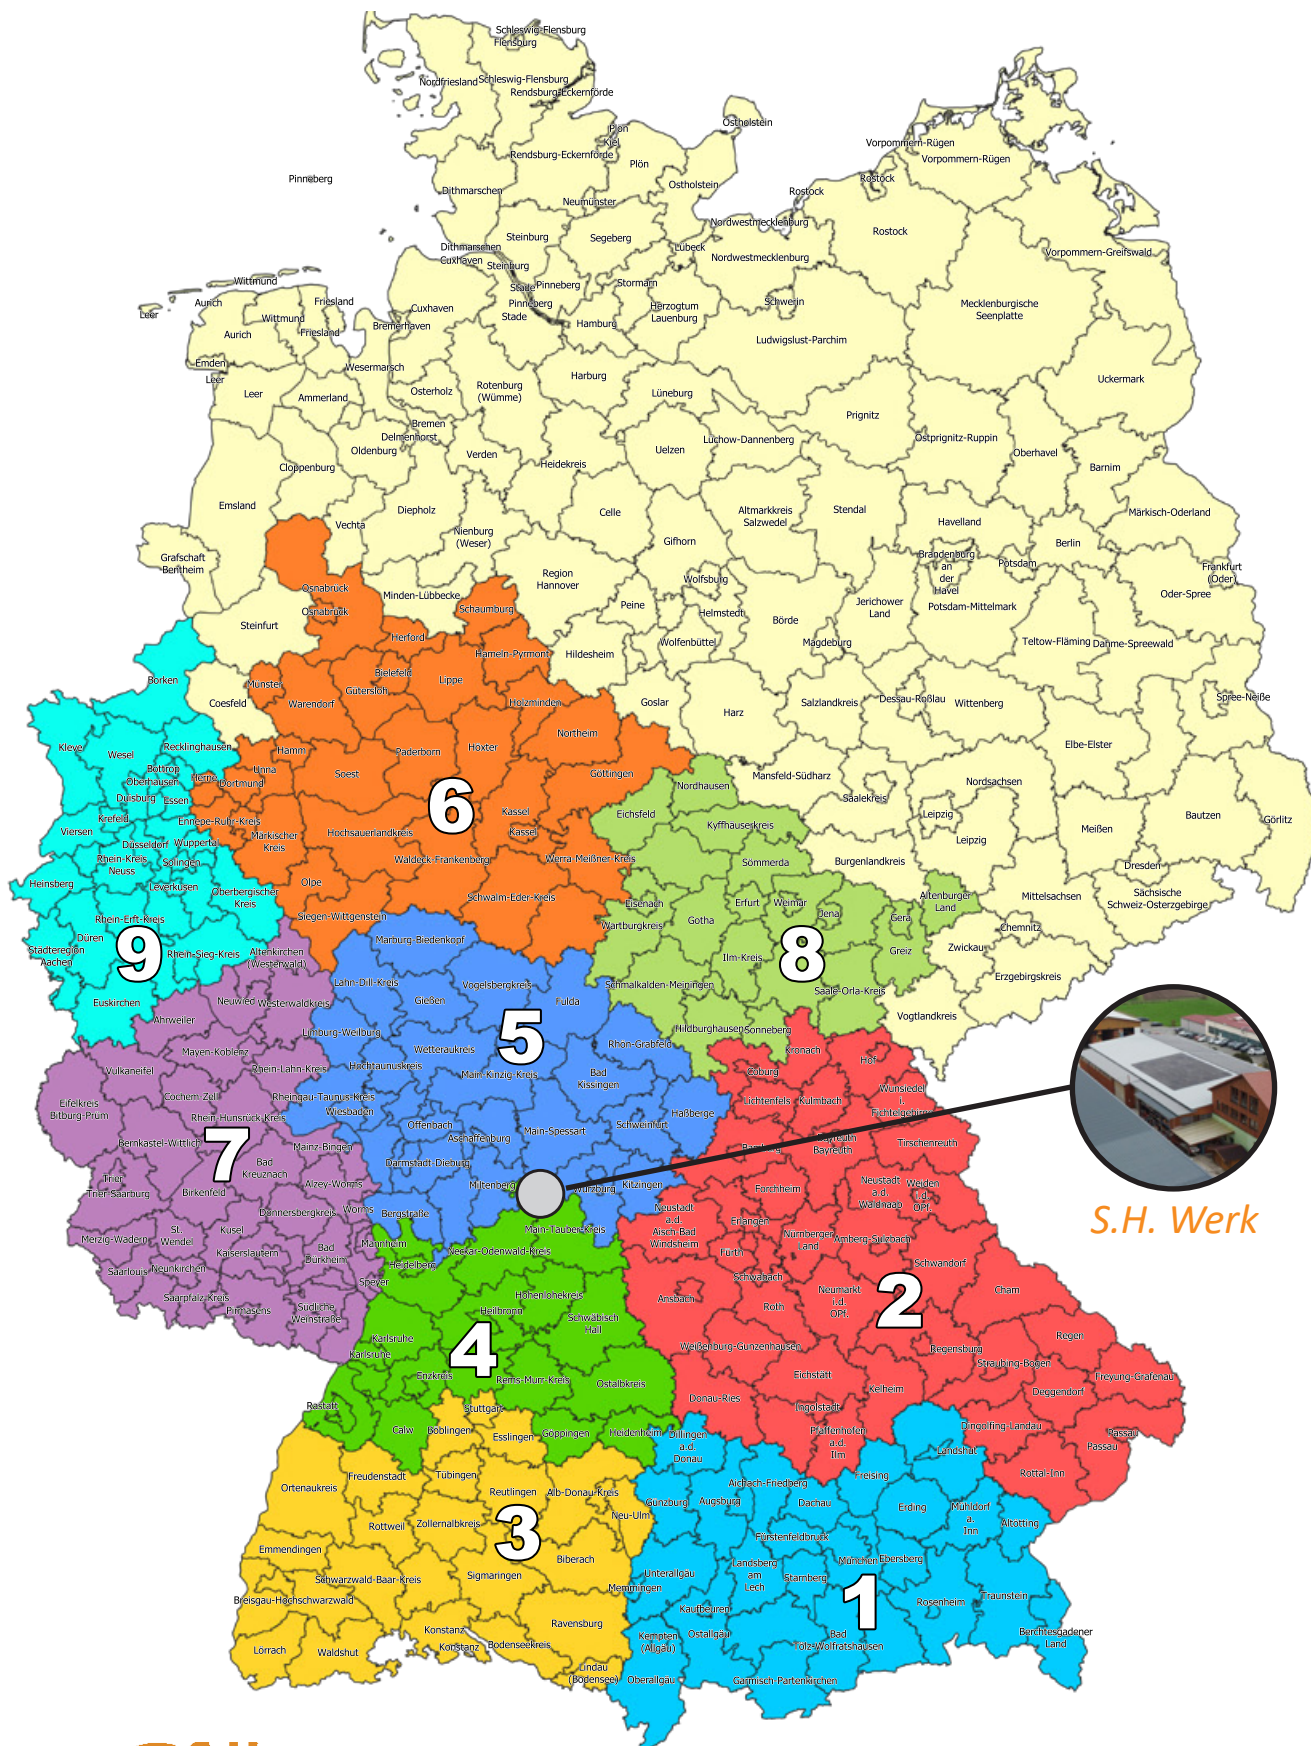 Schleswig-Flensburg
Flensburg
Nordfriesland
Schleswig-Flensburg
Rendsburg-Eckernförde
Ostholstein
Plön
Kiel
Rendsburg-Eckernförde
Plön
Vorpommern-Rügen
Vorpommern-Rügen
Pinneberg
Dithmarschen
Ostholstein
Rostock
Rostock
Neumünster
Nordwestmecklenburg
Steinburg
Segeberg
Rostock
Dithmarschen
Cuxhaven
Steinburg
Lübeck
Nordwestmecklenburg
Vorpommern-Greifswald
Wittmund
Stade
Pinneberg
Stormarn
Leer
Aurich
Friesland
Cuxhaven
Pinneberg
Stade
Herzogtum
Lauenburg
Schwerin
Mecklenburgische
Seenplatte
Wittmund
Aurich
Friesland
Bremerhaven
Hamburg
Ludwigslust-Parchim
Emden
Leer
Wesermarsch
Harburg
Uckermark
Leer
Ammerland
Osterholz
Rotenburg
(Wümme)
Lüneburg
Prignitz
Bremen
Delmenhorst
Oldenburg
Verden
Lüchow-Dannenberg
Ostprignitz-Ruppin
Uelzen
Oberhavel
Cloppenburg
Heidekreis
Barnim
Emsland
Vechta
Diepholz
Celle
Altmarkkreis
Salzwedel
Stendal
Havelland
Märkisch-Oderland
Nienburg
(Weser)
Gifhorn
Berlin
Grafschaft
Bentheim
Brandenburg
an
der
Havel
Potsdam
Frankfurt
(Oder)
Osnabrück
Minden-Lübbecke
Region
Hannover
Wolfsburg
Oder-Spree
Osnabrück
Schaumburg
Peine
Helmstedt
Börde
Jerichower
Land
Potsdam-Mittelmark
Steinfurt
Herford
Wolfenbüttel
Magdeburg
Teltow-Fläming
Dahme-Spreewald
Hameln-Pyrmont
Hildesheim
Borken
Münster
Bielefeld
Gütersloh
Lippe
Coesfeld
Warendorf
Holzminden
Goslar
Harz
Salzlandkreis
Dessau-Roßlau
Wittenberg
Spree-Neiße
Kleve
Wesel
Recklinghausen
Hamm
Paderborn
Höxter
Northeim
Elbe-Elster
Bottrop
Oberhausen
Herne
Unna
Dortmund
Soest
Göttingen
Mansfeld-Südharz
Nordsachsen
Duisburg
Essen
6
Nordhausen
Saalekreis
Krefeld
Ennepe-Ruhr-Kreis
Kassel
Eichsfeld
Leipzig
Bautzen
Görlitz
Viersen
Märkischer
Kreis
Hochsauerlandkreis
Kassel
Kyffhäuserkreis
Meißen
Düsseldorf
Wuppertal
Leipzig
Rhein-Kreis
Neuss
Solingen
Waldeck-Frankenberg
Werra-Meißner-Kreis
Sömmerda
Burgenlandkreis
Dresden
Heinsberg
Leverkusen
Oberbergischer
Kreis
Olpe
Schwalm-Eder-Kreis
Eisenach
Erfurt
Weimar
Altenburger
Land
Mittelsachsen
Sächsische
Schweiz-Osterzgebirge
Rhein-Erft-Kreis
Siegen-Wittgenstein
Wartburgkreis
Gotha
Jena
Gera
Chemnitz
Düren
Städteregion
Aachen
9
Rhein-Sieg-Kreis
Altenkirchen
(Westerwald)
Marburg-Biedenkopf
Ilm-Kreis
8
Greiz
Zwickau
Erzgebirgskreis
Euskirchen
Neuwied
Westerwaldkreis
Lahn-Dill-Kreis
Gießen
Vogelsbergkreis
Fulda
Schmalkalden-Meiningen
Saale-Orla-Kreis
Ahrweiler
Limburg-Weilburg
5
Hildburghausen
Sonneberg
Vogtlandkreis
Mayen-Koblenz
Wetteraukreis
Rhön-Grabfeld
Kronach
Vulkaneifel
Rhein-Lahn-Kreis
Hochtaunuskreis
Main-Kinzig-Kreis
Bad
Kissingen
Coburg
Hof
Eifelkreis
Bitburg-Prüm
Cochem-Zell
Rheingau-Taunus-Kreis
Wiesbaden
Lichtenfels
Kulmbach
Wunsiedel
i.
Fichtelgebirge
Rhein-Hunsrück-Kreis
Offenbach
Schweinfurt
Haßberge
Bernkastel-Wittlich
7
Mainz-Bingen
Aschaffenburg
Main-Spessart
Bayreuth
Bayreuth
Tirschenreuth
Bad
Kreuznach
Darmstadt-Dieburg
Trier
Trier-Saarburg
Birkenfeld
Alzey-Worms
Miltenberg
Würzburg
Kitzingen
Forchheim
Neustadt
a.d.
Waldnaab
Weiden
i.d.
OPf.
S.H. Werk
Donnersbergkreis
Worms
Bergstraße
Neustadt
a.d.
Aisch-Bad
Windsheim
Erlangen
Merzig-Wadern
St.
Wendel
Kusel
Main-Tauber-Kreis
Nürnberger
Land
Amberg-Sulzbach
Kaiserslautern
Bad
Dürkheim
Mannheim
Neckar-Odenwald-Kreis
Fürth
Saarlouis
Neunkirchen
Heidelberg
Schwabach
Schwandorf
Speyer
Saarpfalz-Kreis
Pirmasens
Südliche
Weinstraße
Hohenlohekreis
Heilbronn
Schwäbisch
Hall
Ansbach
Roth
Neumarkt
i.d.
OPf.
2
Cham
Karlsruhe
Karlsruhe
4
Weißenburg-Gunzenhausen
Regensburg
Regen
Enzkreis
Rems-Murr-Kreis
Ostalbkreis
Eichstätt
Straubing-Bogen
Freyung-Grafenau
Rastatt
Stuttgart
Donau-Ries
Kelheim
Deggendorf
Ingolstadt
Calw
Böblingen
Esslingen
Göppingen
Heidenheim
Dillingen
a.d.
Donau
Pfaffenhofen
a.d.
Ilm
Dingolfing-Landau
Passau
Passau
Landshut
Freudenstadt
Tübingen
Freising
Rottal-Inn
Ortenaukreis
Reutlingen
Alb-Donau-Kreis
Aichach-Friedberg
Günzburg
Augsburg
Dachau
Erding
Mühldorf
a.
Inn
Altötting
Rottweil
Zollernalbkreis
3
Neu-Ulm
Fürstenfeldbruck
Emmendingen
Biberach
München
Ebersberg
Schwarzwald-Baar-Kreis
Sigmaringen
Memmingen
Unterallgäu
Landsberg
am
Lech
Starnberg
1
Rosenheim
Traunstein
Breisgau-Hochschwarzwald
Kaufbeuren
Konstanz
Ravensburg
Kempten
(Allgäu)
Ostallgäu
Bad
Tölz-Wolfratshausen
Berchtesgadener
Land
Lörrach
Waldshut
Konstanz
Bodenseekreis
Lindau
(Bodensee)
Oberallgäu
Garmisch-Partenkirchen